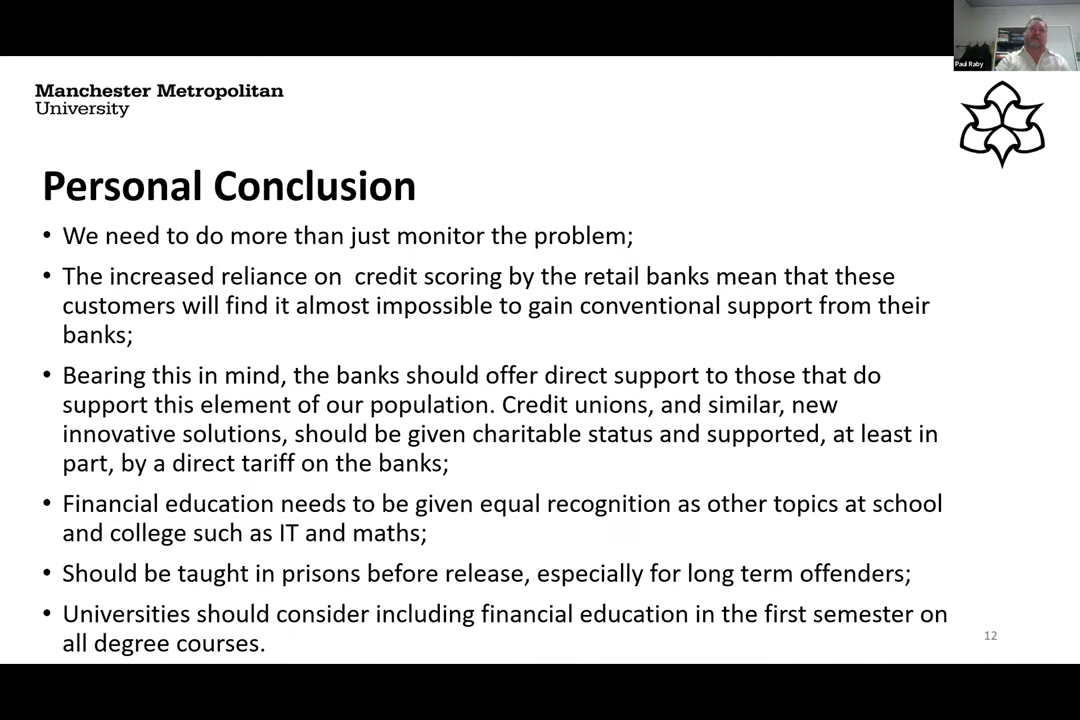 Paul Raby
Manchester Metropolitan
University
Personal Conclusion
• We need to do more than just monitor the problem;
• The increased reliance on  credit scoring by the retail banks mean that these
customers will find it almost impossible to gain conventional support from their
banks;
• Bearing this in mind, the banks should offer direct support to those that do
support this element of our population. Credit unions, and similar, new
innovative solutions, should be given charitable status and supported, at least in
part, by a direct tariff on the banks;
• Financial education needs to be given equal recognition as other topics at school
and college such as IT and maths;
• Should be taught in prisons before release, especially for long term offenders;
• Universities should consider including financial education in the first semester on
all degree courses.
12